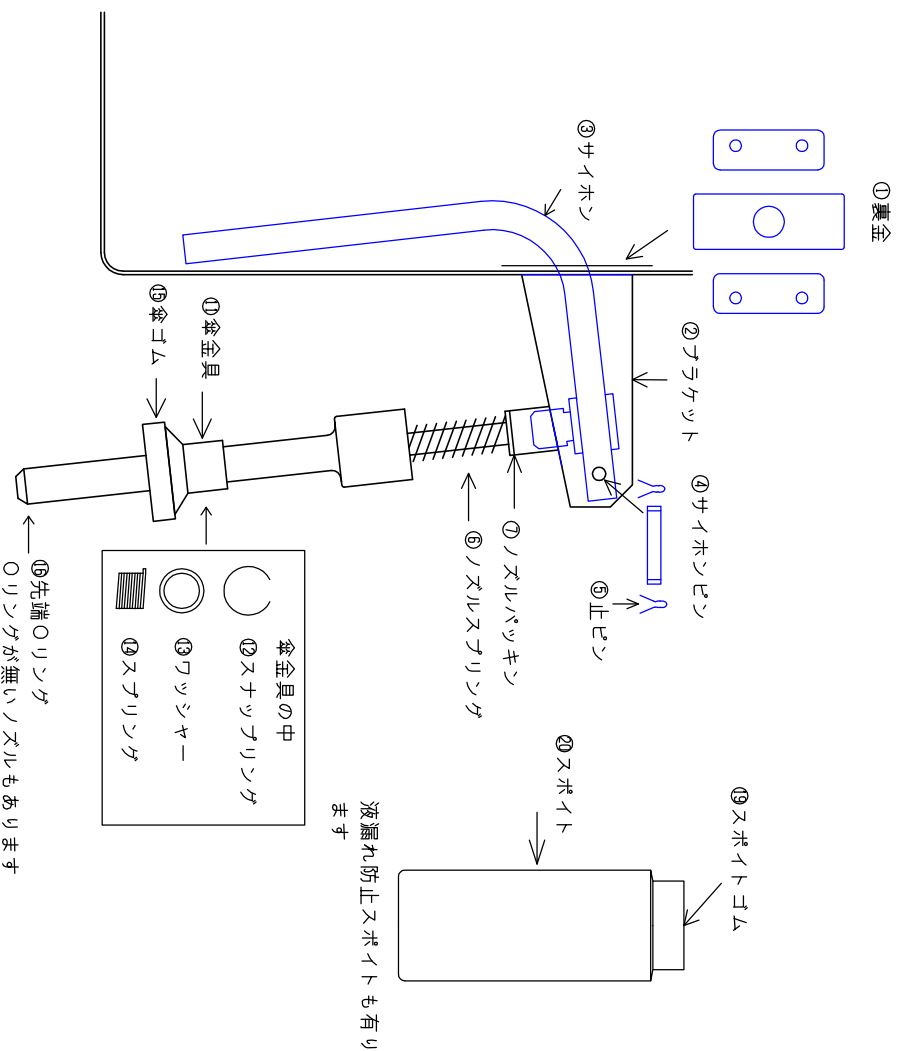 ①裏金
③サイホン
②ブラケット
④サイホンピン
⑤止ピン
⑦ノズルパッキン
⑥ノズルスプリング
⑪傘金具
⑮傘ゴム
傘金具の中
⑫スナップリング
⑬ワッシャー
⑭スプリング
⑯先端Oリング
Oリングが無いノズルもあります
⑲スポイトゴム
⑳スポイト
液漏れ防止スポイトも有り
ます